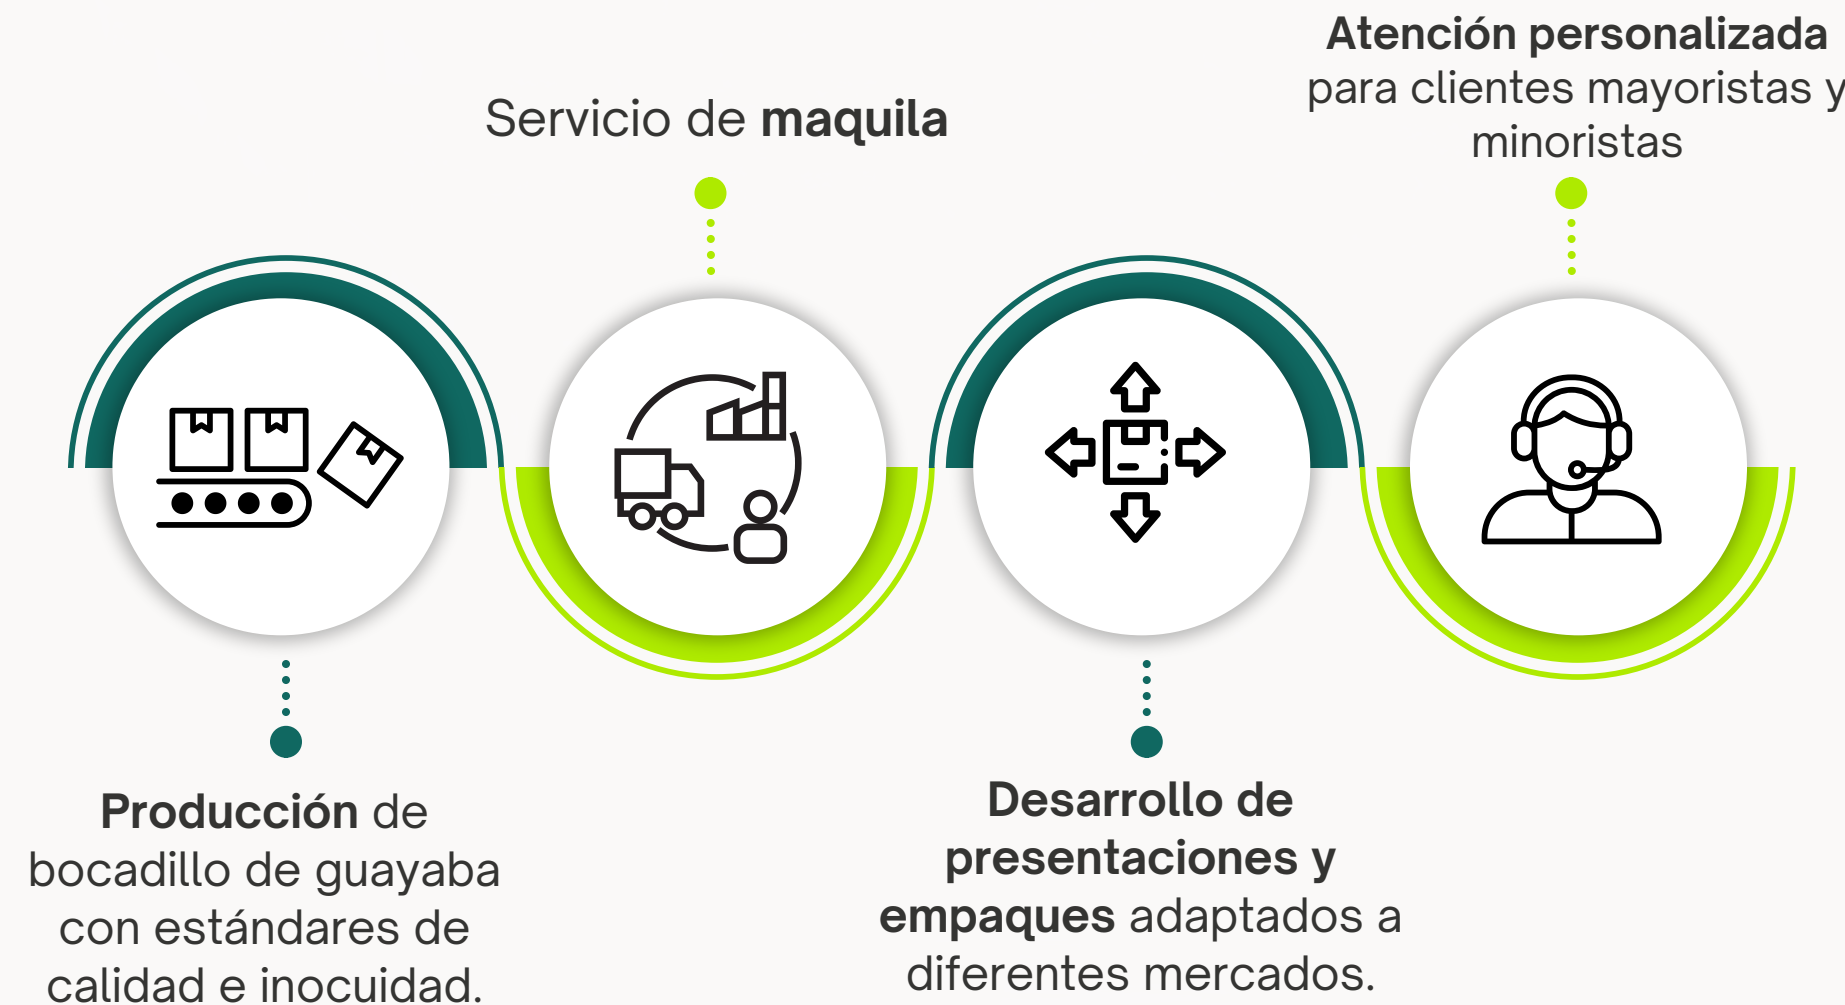 Producción de
bocadillo de guayaba
con estándares de
calidad e inocuidad.
Servicio de maquila
Desarrollo de
presentaciones y
empaques adaptados a
diferentes mercados.
Atención personalizada
para clientes mayoristas y
minoristas